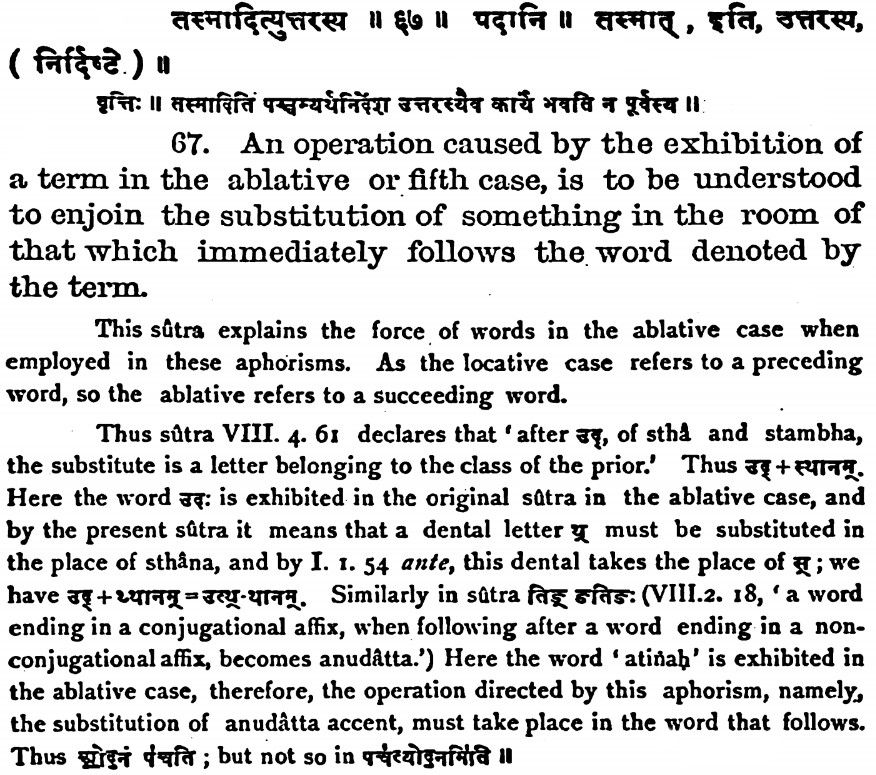 तस्मादित्युत्तरस्य ॥ ६७ ॥ पदानि ॥ तस्मात् , इति, उत्तरस्य,
( निर्दिष्टे ) ॥
वृत्तिः ॥ तस्मादिति पञ्चम्यर्थनिर्देश उत्तरस्यैव कार्यं भवति न पूर्वस्य ॥
67. An operation caused by the exhibition of
a term in the ablative or fifth case, is to be understood
to enjoin the substitution of something in the room of
that which immediately follows the word denoted by
the term.
This sûtra explains the force of words in the ablative case when
employed in these aphorisms. As the locative case refers to a preceding
word, so the ablative refers to a succeeding word.
Thus sûtra VIII. 4. 61 declares that ‘ after उद्, of sthâ and stambha,
the substitute is a letter belonging to the class of the prior.’ Thus उद् + स्थानम्.
Here the word उदः is exhibited in the original sûtra in the ablative case, and
by the present sûtra it means that a dental letter थ् must be substituted in
the place of sthâna, and by I. 1. 54 ante, this dental takes the place of स् ; we
have उद् + थ्थानम् = उत्थ्-थानम्. Similarly in sûtra तिङ् ङतिङः (VIII.2. 18, ‘ a word
ending in a conjugational affix, when following after a word ending in a non-
conjugational affix, becomes anudâtta.’) Here the word ‘ atiñaḥ ’ is exhibited in
the ablative case, therefore, the operation directed by this aphorism, namely,
the substitution of anudâtta accent, must take place in the word that follows.
Thus ; but not so in